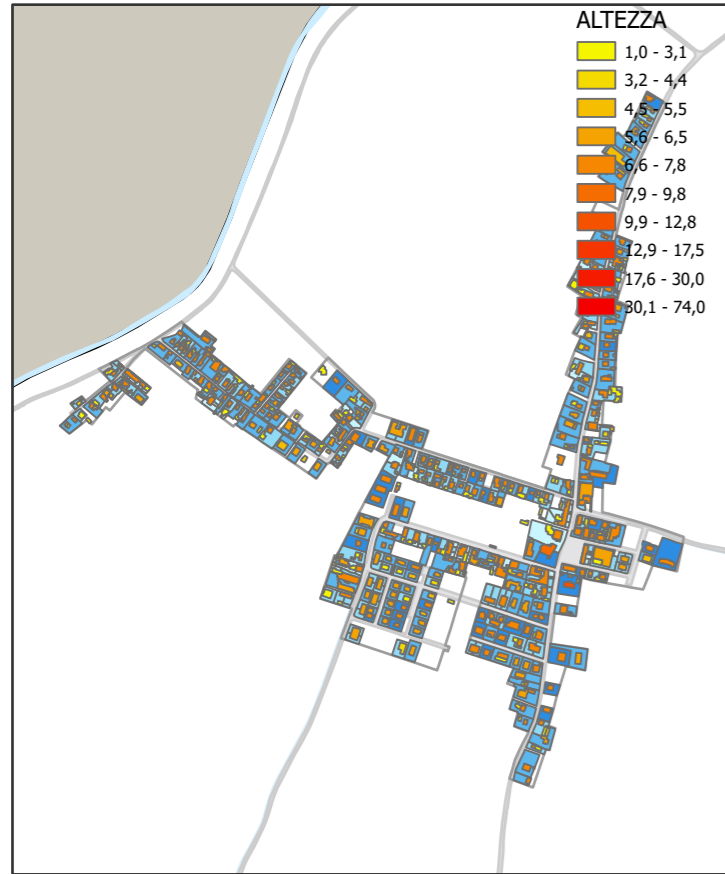 ALTEZZA
1,0 - 3,1
3,2 - 4,4
4,5 - 5,5
5,6 - 6,5
6,6 - 7,8
7,9 - 9,8
9,9 - 12,8
12,9 - 17,5
17,6 - 30,0
30,1 - 74,0